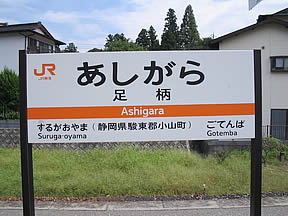 JR
JR東海
あしがら
足柄
Ashigara
するがおやま (静岡県駿東郡小山町) ごてんば
Suruga-oyama Gotemba